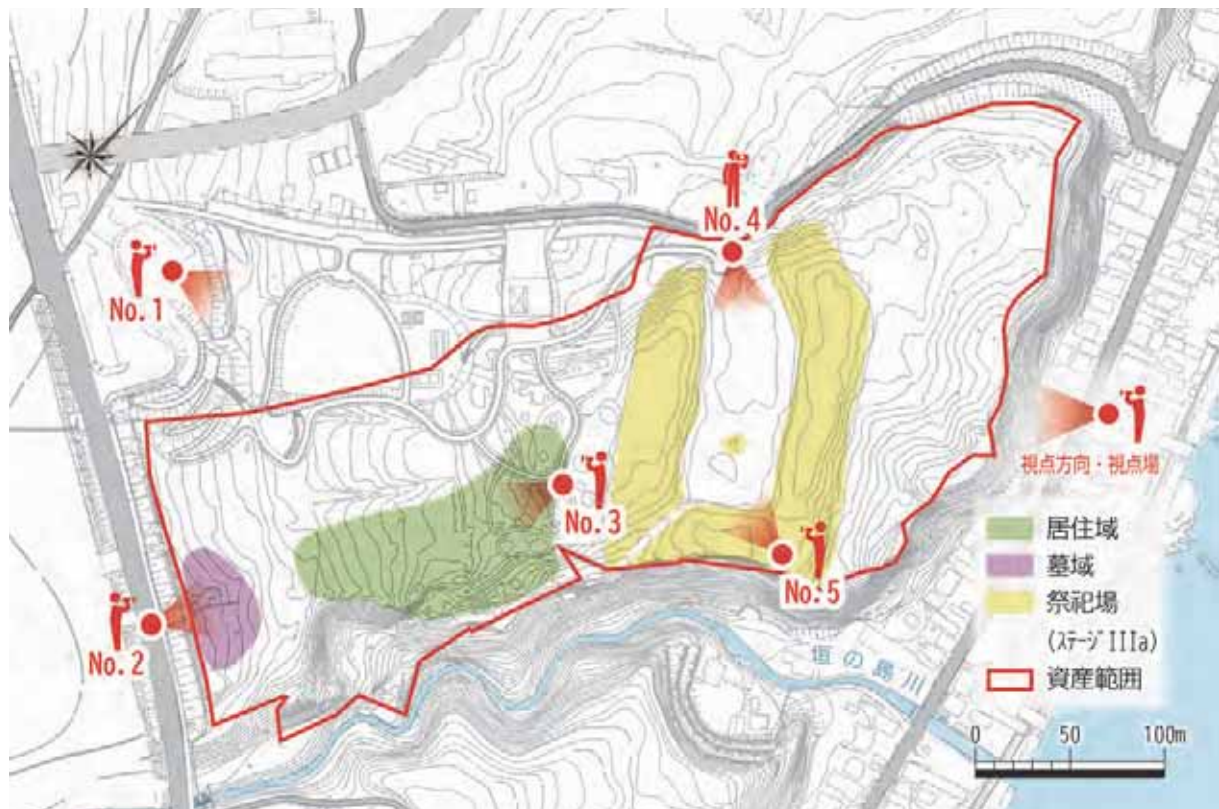 No. 4
No. 1
視点方向・視点場
No. 3
居住域
墓域
No. 5
祭祀場
No. 2
(ステージIIIa)
垣の島川
資産範囲
0 50 100m